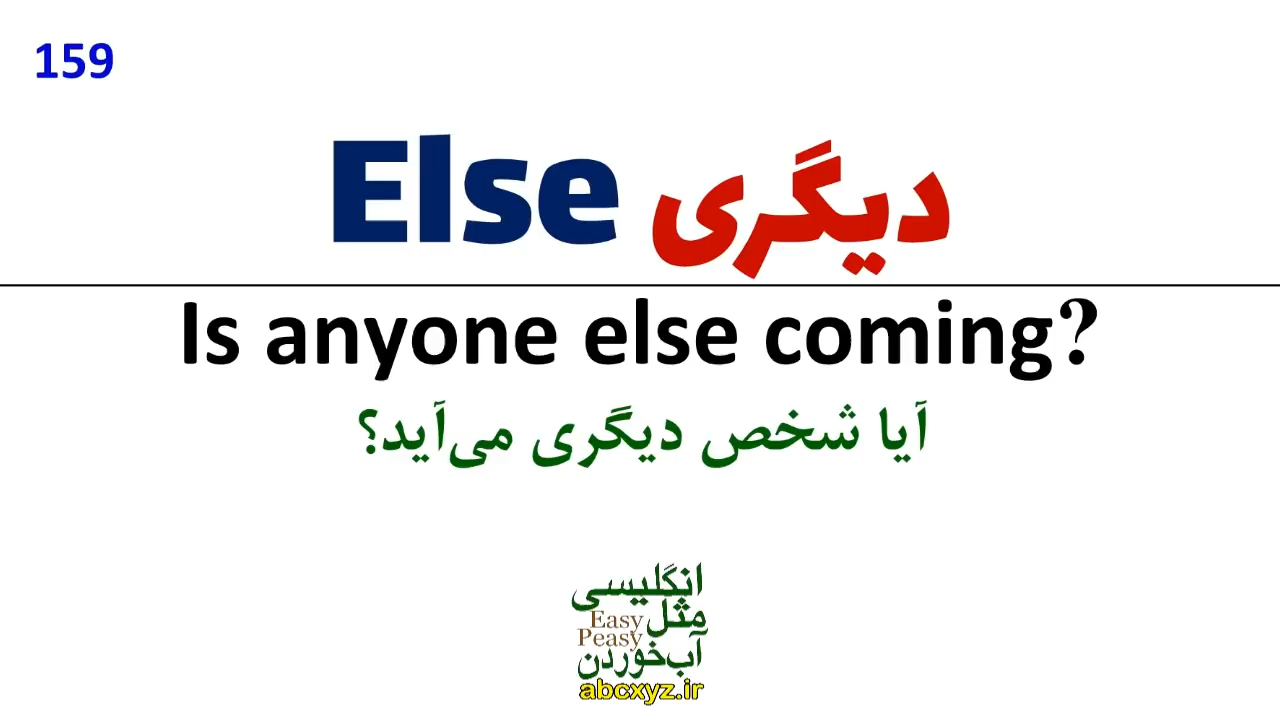 159
Else دیگری
Is anyone else coming?
آیا شخص دیگری می‌آید؟
انگلیسی
مثل
Easy
Peasy
آب‌خوردن
abcxyz.ir